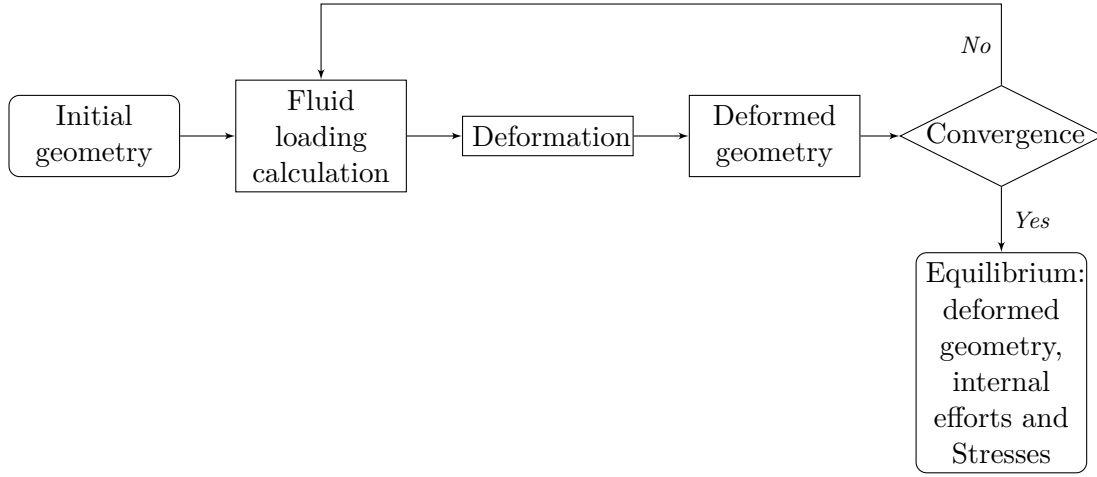 No
Initial
geometry
Fluid
loading
calculation
Deformation
Deformed
geometry
Convergence
Yes
Equilibrium:
deformed
geometry,
internal
efforts and
Stresses